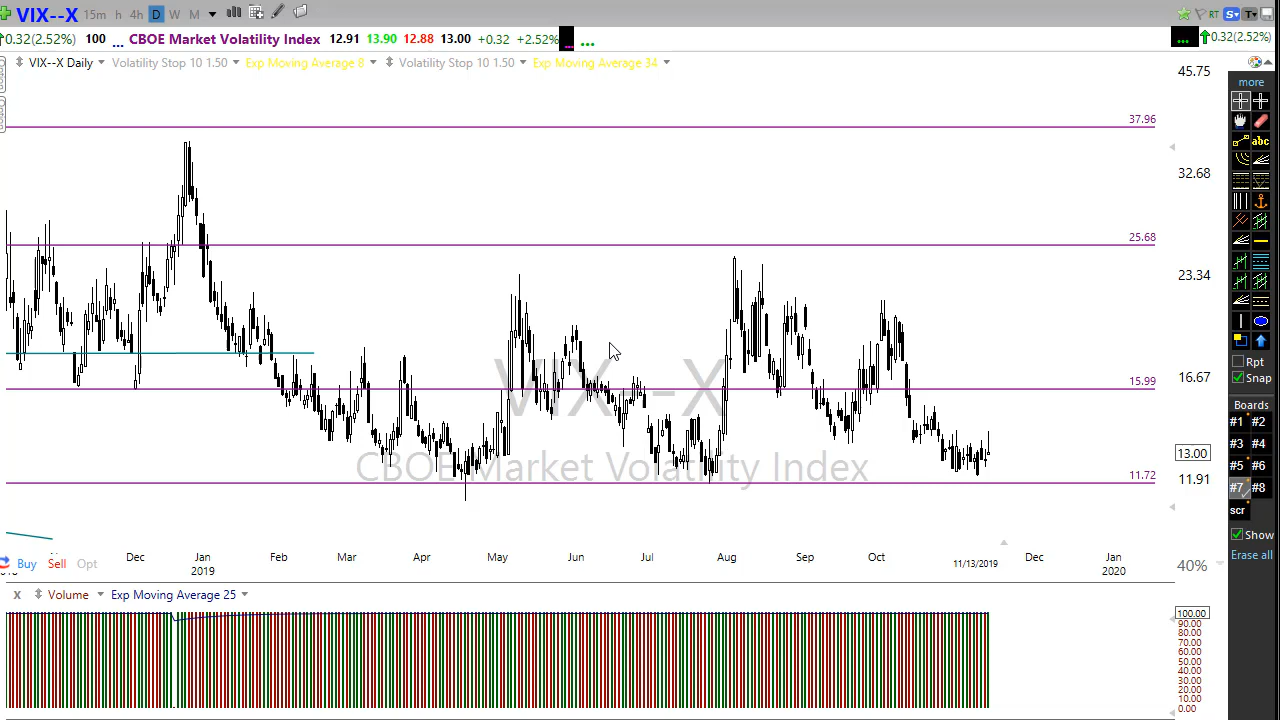 VIX--X 15m h 4h D W M RT S T
0.32(2.52%) 100 ... CBOE Market Volatility Index 12.91 13.90 12.88 13.00 +0.32 +2.52% ... ... ... 0.32(2.52%)
VIX--X Daily Volatility Stop 10 1.50 Exp Moving Average 8 Volatility Stop 10 1.50 Exp Moving Average 34
45.75
more
37.96
abc
32.68
25.68
23.34
VIX--X
Rpt
16.67
Snap
15.99
Boards
#1 #2
#3 #4
13.00
CBOE Market Volatility Index
#5 #6
11.72
11.91
#7 #8
scr
Show
Erase all
Dec Jan Feb Mar Apr May Jun Jul Aug Sep Oct 11/13/2019 Dec Jan
2019 2020
Buy Sell Opt
40%
x Volume Exp Moving Average 25
100.00
90.00
80.00
70.00
60.00
50.00
40.00
30.00
20.00
10.00
0.00